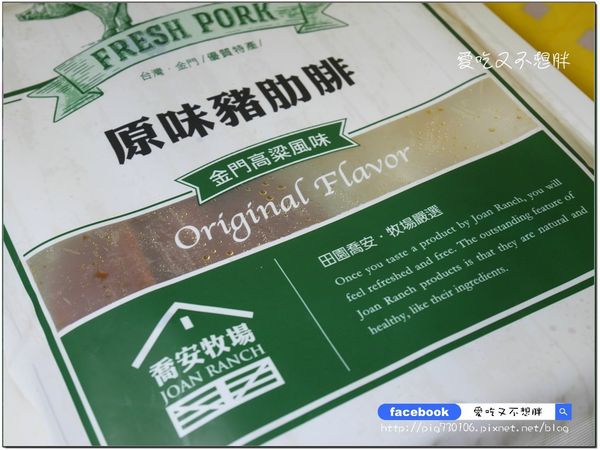 FRESH PORK
愛吃又不想胖
台灣．金門/優質特産/
原味豬肋腓
金門高粱風味
Original Flavor
田園喬安．牧場嚴選
Once you taste a product by Joan Ranch, you will
feel refreshed and free. The outstanding feature of
Joan Ranch products is that they are natural and
healthy, like their ingredients.
喬安牧場
JOAN RANCH
facebook 愛吃又不想胖
http://pig770106.pixnet.net/blog